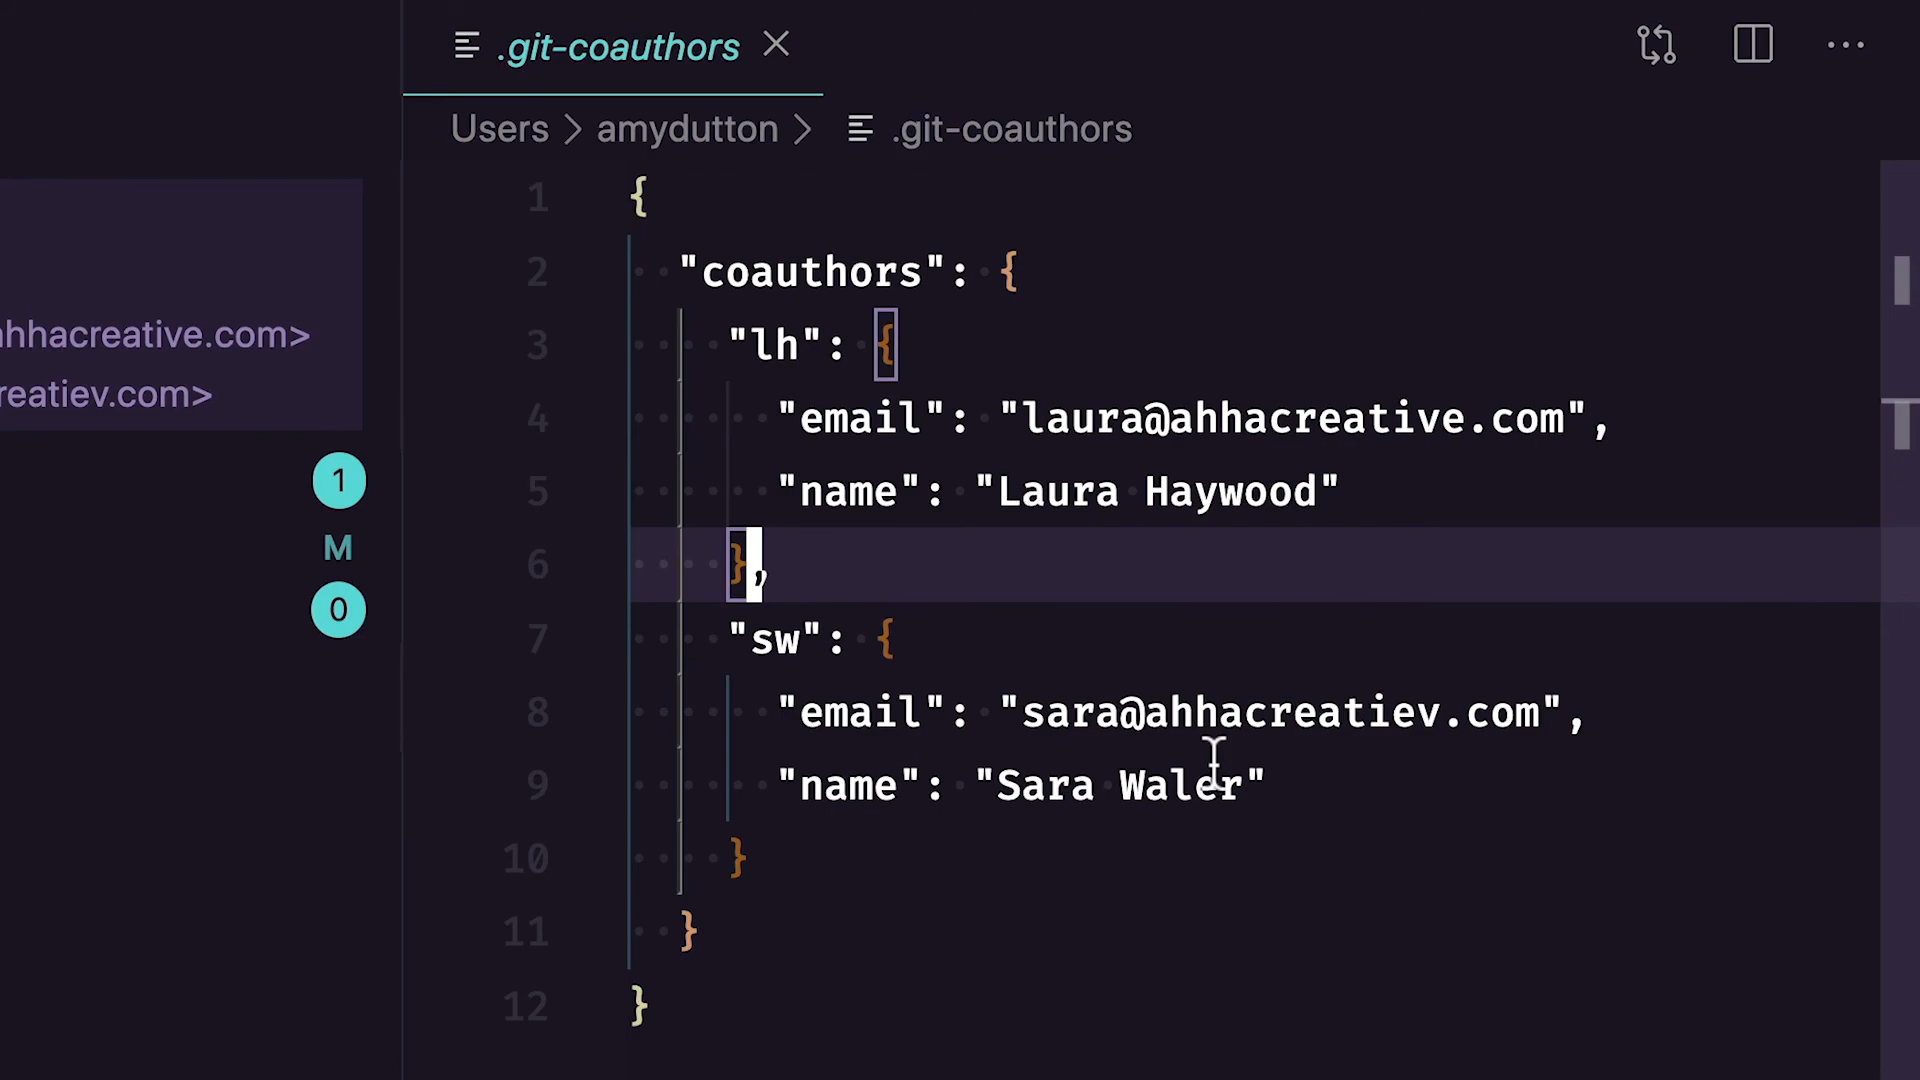 .git-coauthors
Users > amydutton > .git-coauthors
ahhacreative.com>
reatiev.com>
1
M
0
1 {
2 "coauthors": {
3 "lh": {
4 "email": "laura@ahhacreative.com",
5 "name": "Laura Haywood"
6 },
7 "sw": {
8 "email": "sara@ahhacreatiev.com",
9 "name": "Sara Waler"
10 }
11 }
12 }